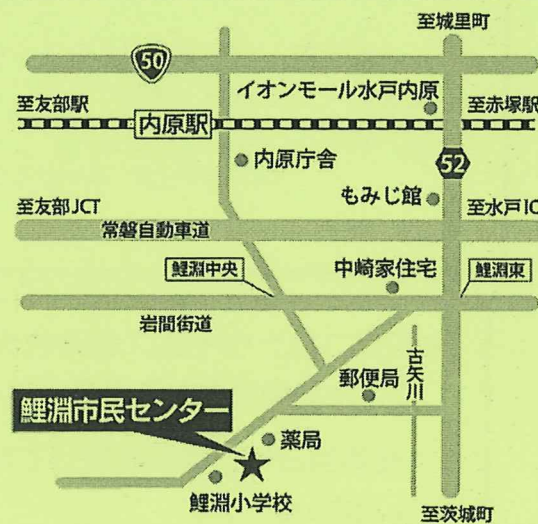 至城里町
50
イオンモール水戸内原
至友部駅
至赤塚駅
内原駅
内原庁舎
52
もみじ館
至友部JCT
至水戸IC
常磐自動車道
鯉淵中央
中崎家住宅
鯉淵東
岩間街道
古矢川
郵便局
鯉淵市民センター
薬局
鯉淵小学校
至茨城町